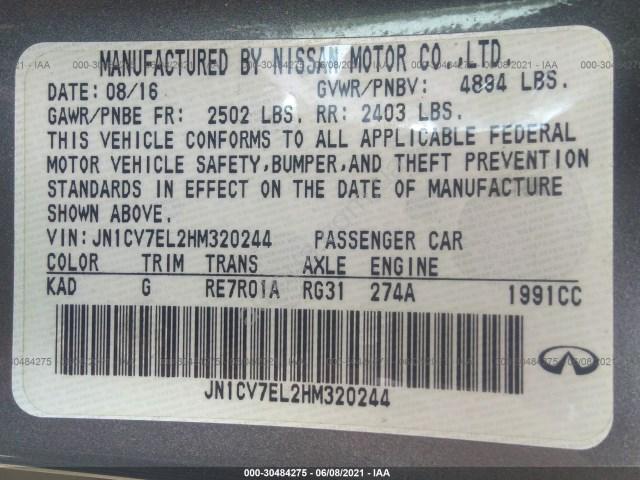 MANUFACTURED BY NISSAN MOTOR CO.,LTD.
DATE: 08/16 GVWR/PNBV: 4894 LBS.
GAWR/PNBE FR: 2502 LBS. RR: 2403 LBS.
THIS VEHICLE CONFORMS TO ALL APPLICABLE FEDERAL
MOTOR VEHICLE SAFETY,BUMPER,AND THEFT PREVENTION
STANDARDS IN EFFECT ON THE DATE OF MANUFACTURE
SHOWN ABOVE.
VIN:JN1CV7EL2HM320244 PASSENGER CAR
COLOR TRIM TRANS AXLE ENGINE
KAD G RE7R01A RG31 274A 1991CC
JN1CV7EL2HM320244
000-30484275 - 06/08/2021 - IAA